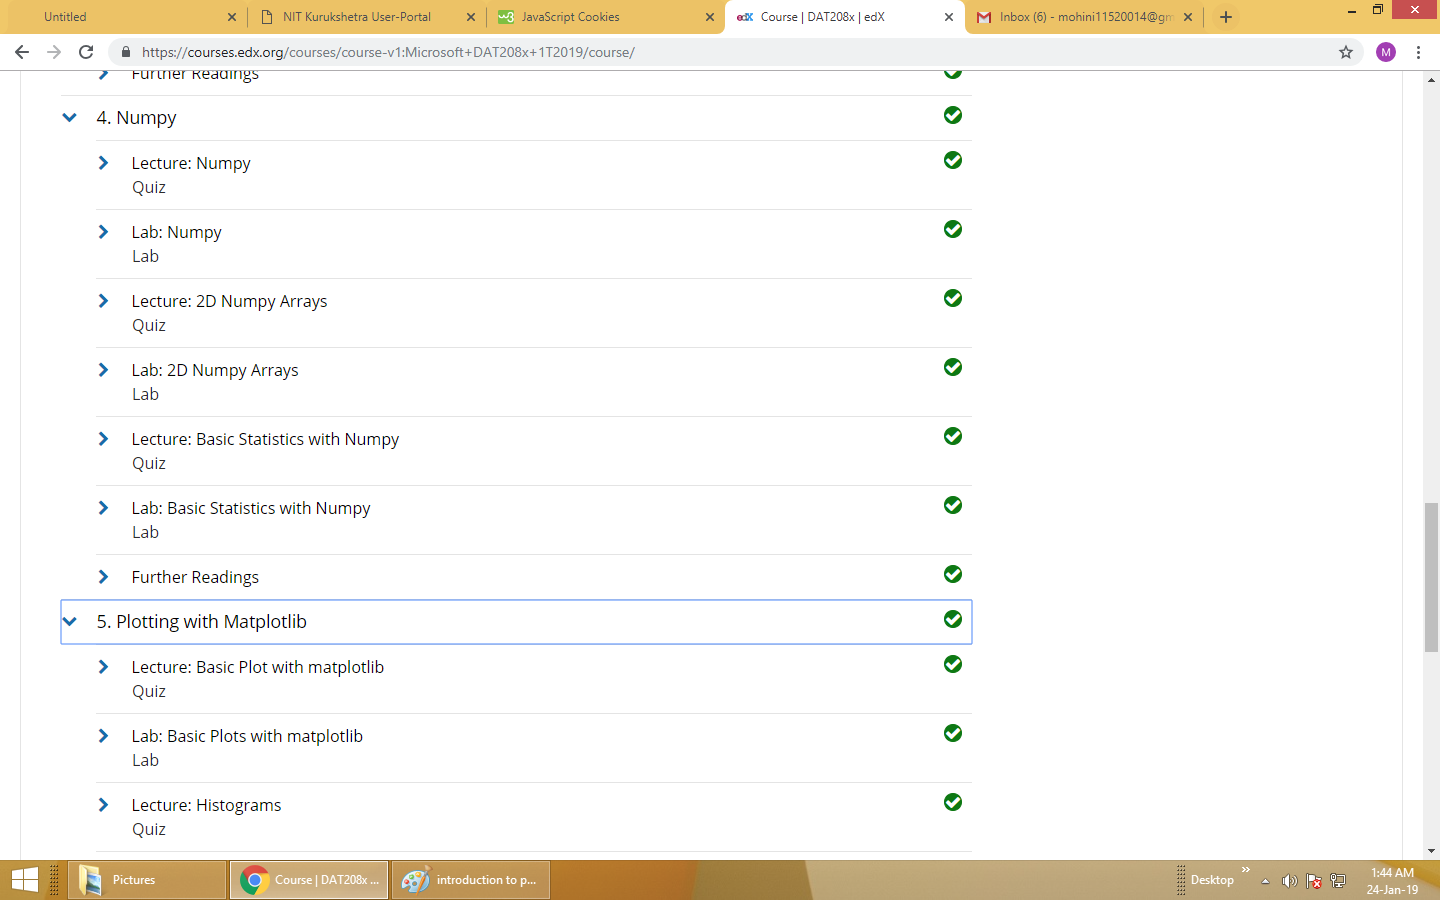 Untitled
NIT Kurukshetra User-Portal
JavaScript Cookies
edX Course | DAT208x | edX
Inbox (6) - mohini11520014@gm
https://courses.edx.org/courses/course-v1:Microsoft+DAT208x+1T2019/course/
M
Further Readings
4. Numpy
Lecture: Numpy
Quiz
Lab: Numpy
Lab
Lecture: 2D Numpy Arrays
Quiz
Lab: 2D Numpy Arrays
Lab
Lecture: Basic Statistics with Numpy
Quiz
Lab: Basic Statistics with Numpy
Lab
Further Readings
5. Plotting with Matplotlib
Lecture: Basic Plot with matplotlib
Quiz
Lab: Basic Plots with matplotlib
Lab
Lecture: Histograms
Quiz
Pictures
Course | DAT208x ...
introduction to p...
Desktop
1:44 AM
24-Jan-19